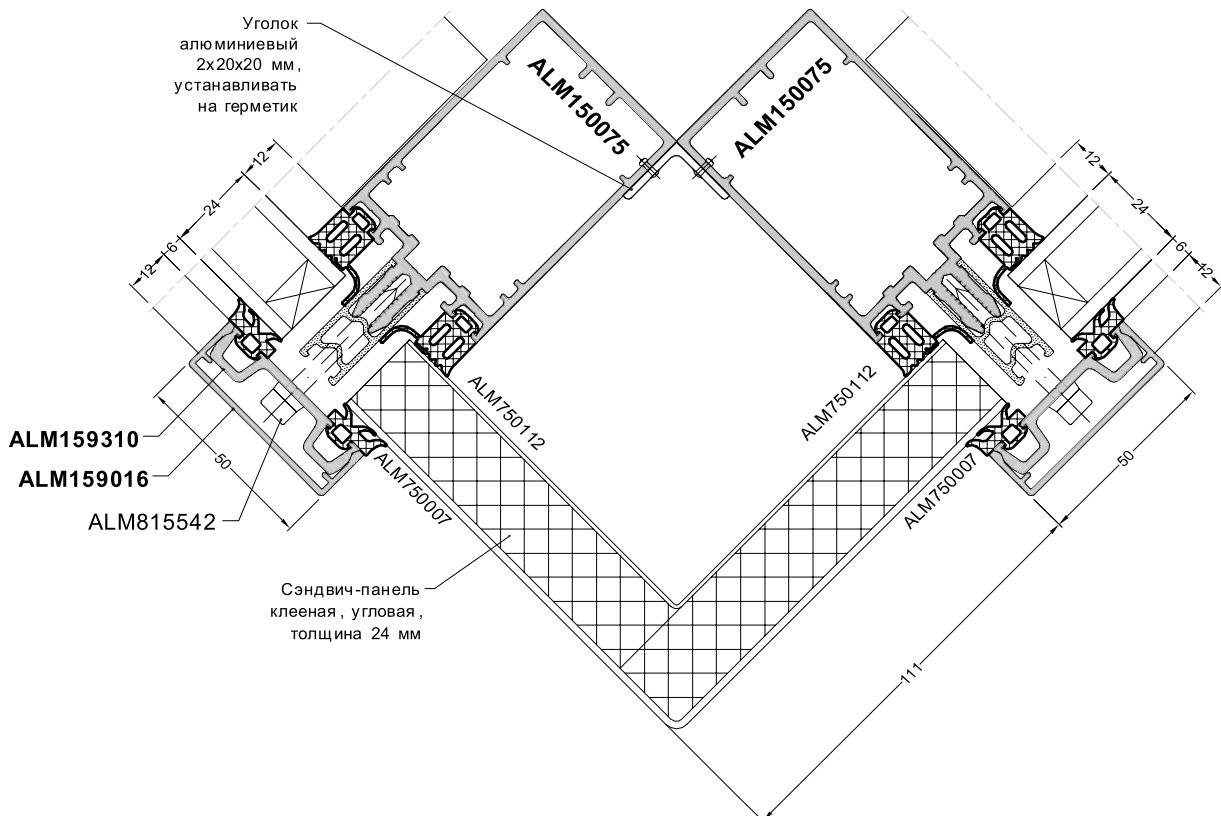 Уголок
алюминиевый
2х20х20 мм,
устанавливать
на герметик
ALM150075
ALM150075
12
24
6
12
12
24
6
12
ALM750112
ALM750112
ALM159310
ALM159016
ALM815542
50
ALM750007
ALM750007
50
Сэндвич-панель
клееная, угловая,
толщина 24 мм
111